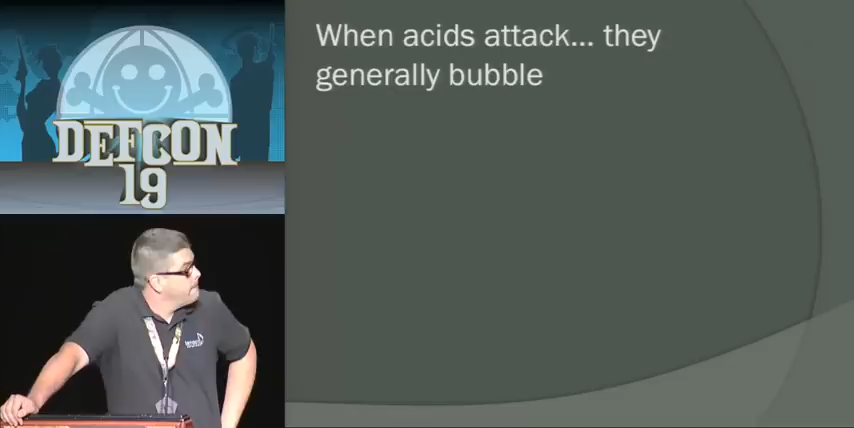 DEFCON
19
When acids attack... they
generally bubble